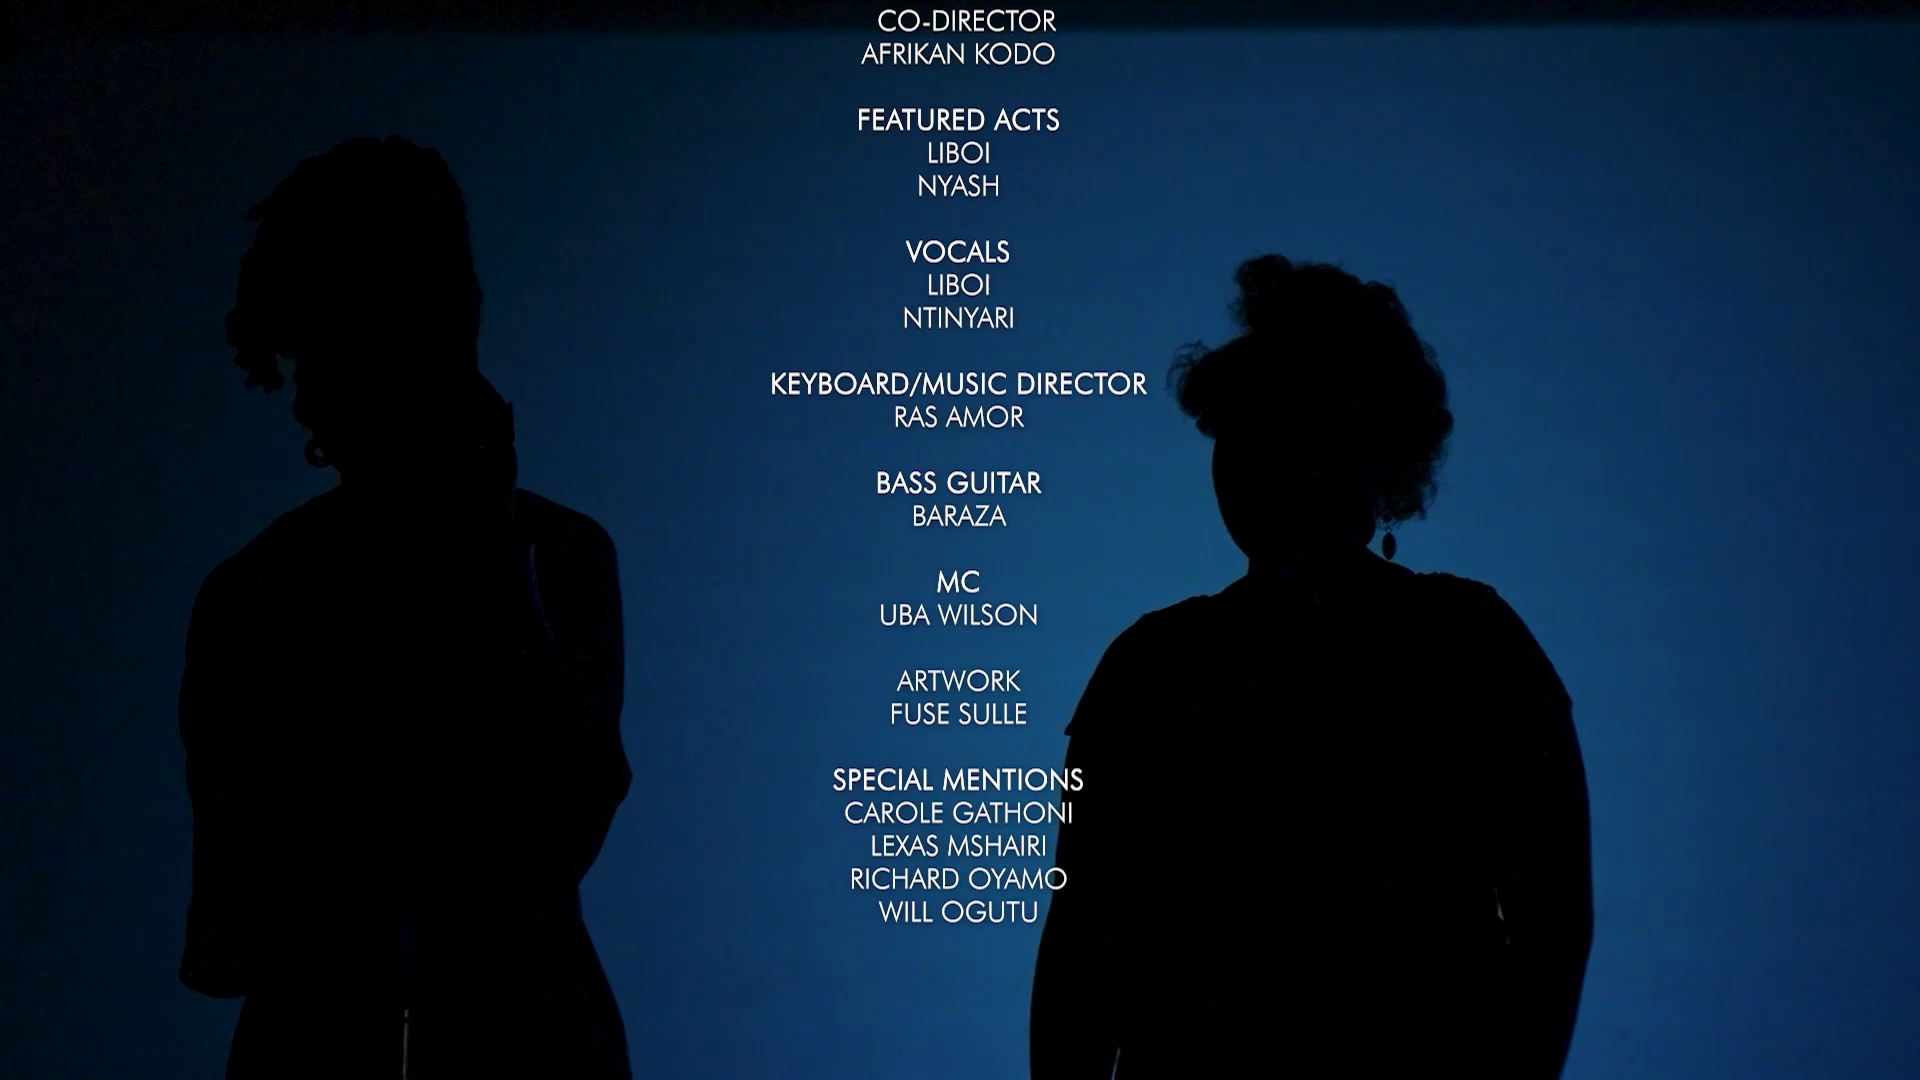 CO-DIRECTOR
AFRIKAN KODO
FEATURED ACTS
LIBOI
NYASH
VOCALS
LIBOI
NTINYARI
KEYBOARD/MUSIC DIRECTOR
RAS AMOR
BASS GUITAR
BARAZA
MC
UBA WILSON
ARTWORK
FUSE SULLE
SPECIAL MENTIONS
CAROLE GATHONI
LEXAS MSHAIRI
RICHARD OYAMO
WILL OGUTU